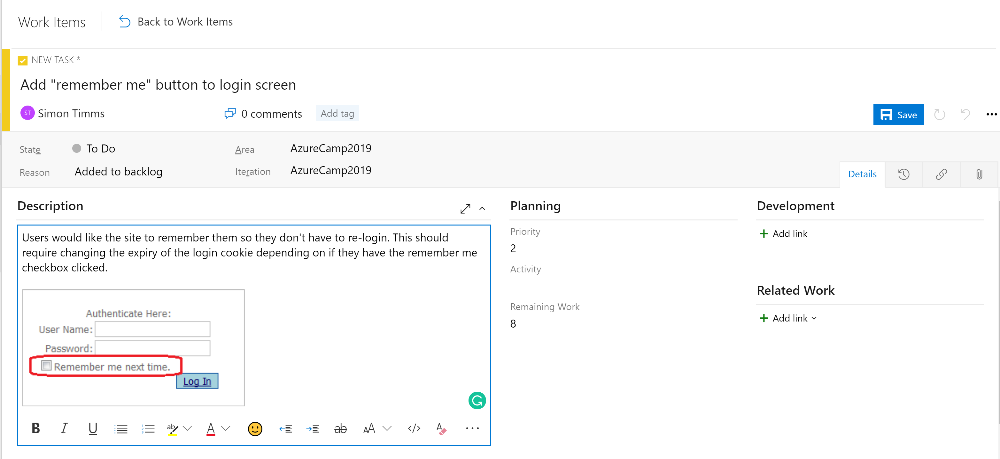 Work Items
Back to Work Items
NEW TASK *
Add "remember me" button to login screen
ST Simon Timms
0 comments
Add tag
Save
State
To Do
Area
AzureCamp2019
Reason
Added to backlog
Iteration
AzureCamp2019
Details
Description
Users would like the site to remember them so they don't have to re-login. This should
require changing the expiry of the login cookie depending on if they have the remember me
checkbox clicked.
Authenticate Here:
User Name:
Password:
Remember me next time.
Log In
B I U ab A ab AA </> A
Planning
Priority
2
Activity
Remaining Work
8
Development
+ Add link
Related Work
+ Add link